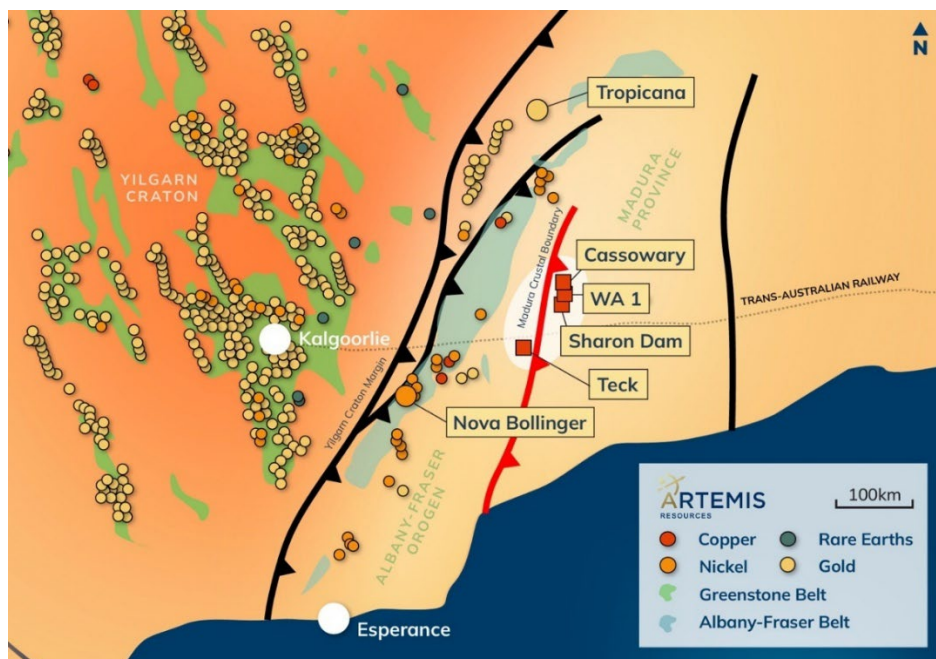 N
Tropicana
YILGARN
CRATON
MADURA
PROVINCE
Madura Crustal Boundary
Cassowary
WA 1
TRANS-AUSTRALIAN RAILWAY
Sharon Dam
Kalgoorlie
Teck
Yilgarn Craton Margin
Nova Bollinger
ALBANY-FRASER
OROGEN
Esperance
ARTEMIS
RESOURCES
100km
Copper
Rare Earths
Nickel
Gold
Greenstone Belt
Albany-Fraser Belt